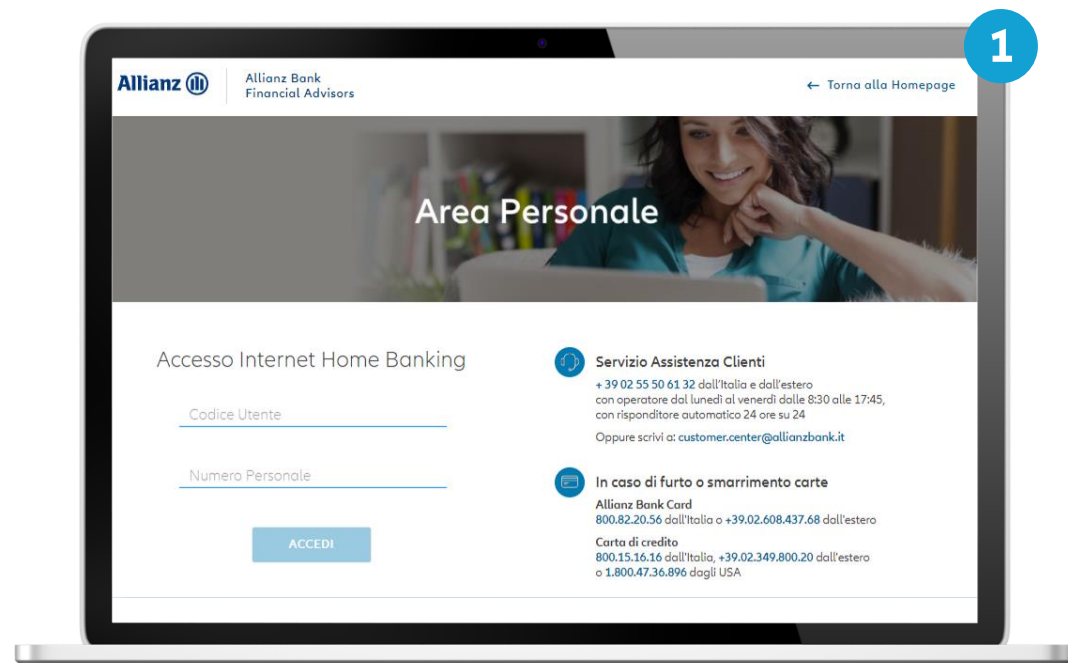 1
Allianz
Allianz Bank
Financial Advisors
← Torna alla Homepage
Area Personale
Accesso Internet Home Banking
Codice Utente
Numero Personale
ACCEDI
Servizio Assistenza Clienti
+ 39 02 55 50 61 32 dall'Italia e dall'estero
con operatore dal lunedì al venerdì dalle 8:30 alle 17:45,
con risponditore automatico 24 ore su 24
Oppure scrivi a: customer.center@allianzbank.it
In caso di furto o smarrimento carte
Allianz Bank Card
800.82.20.56 dall'Italia o +39.02.608.437.68 dall'estero
Carta di credito
800.15.16.16 dall'Italia, +39.02.349.800.20 dall'estero
o 1.800.47.36.896 dagli USA